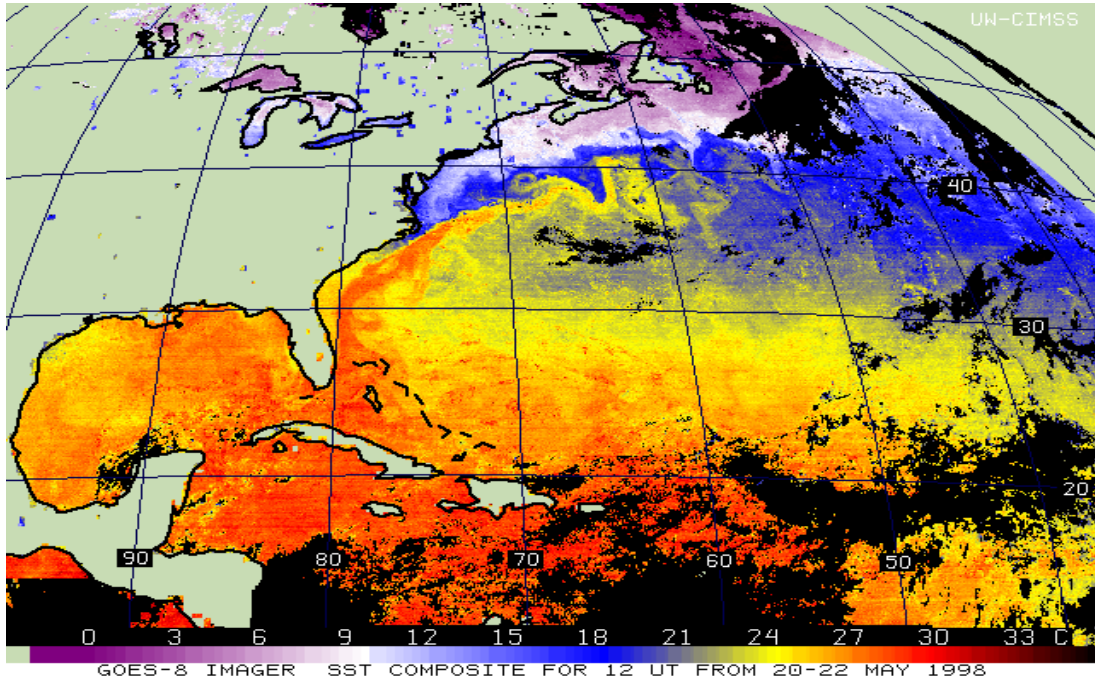 UW-CIMSS
40
30
20
90 80 70 60 50
0 3 6 9 12 15 18 21 24 27 30 33 C
GOES-8 IMAGER SST COMPOSITE FOR 12 UT FROM 20-22 MAY 1998